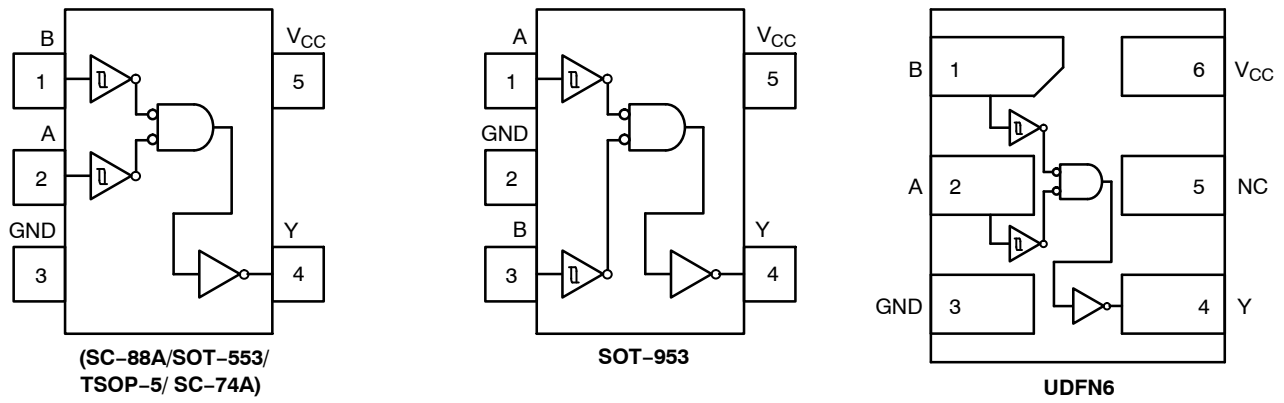 B
1
A
2
GND
3
VCC
5
Y
4
(SC–88A/SOT–553/
TSOP–5/ SC–74A)
A
1
GND
2
B
3
VCC
5
Y
4
SOT–953
B 1
A 2
GND 3
6 VCC
5 NC
4 Y
UDFN6